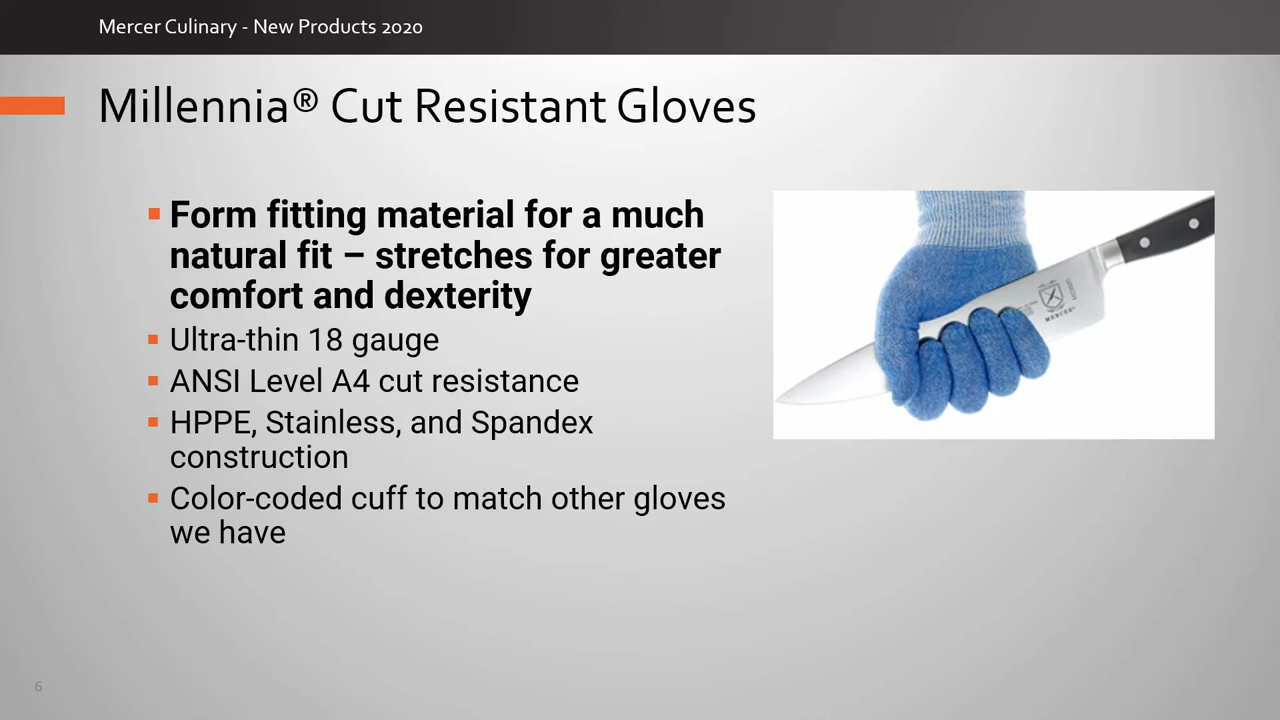 Mercer Culinary - New Products 2020
Millennia® Cut Resistant Gloves
Form fitting material for a much
natural fit – stretches for greater
comfort and dexterity
Ultra-thin 18 gauge
ANSI Level A4 cut resistance
HPPE, Stainless, and Spandex
construction
Color-coded cuff to match other gloves
we have
MERCER
6